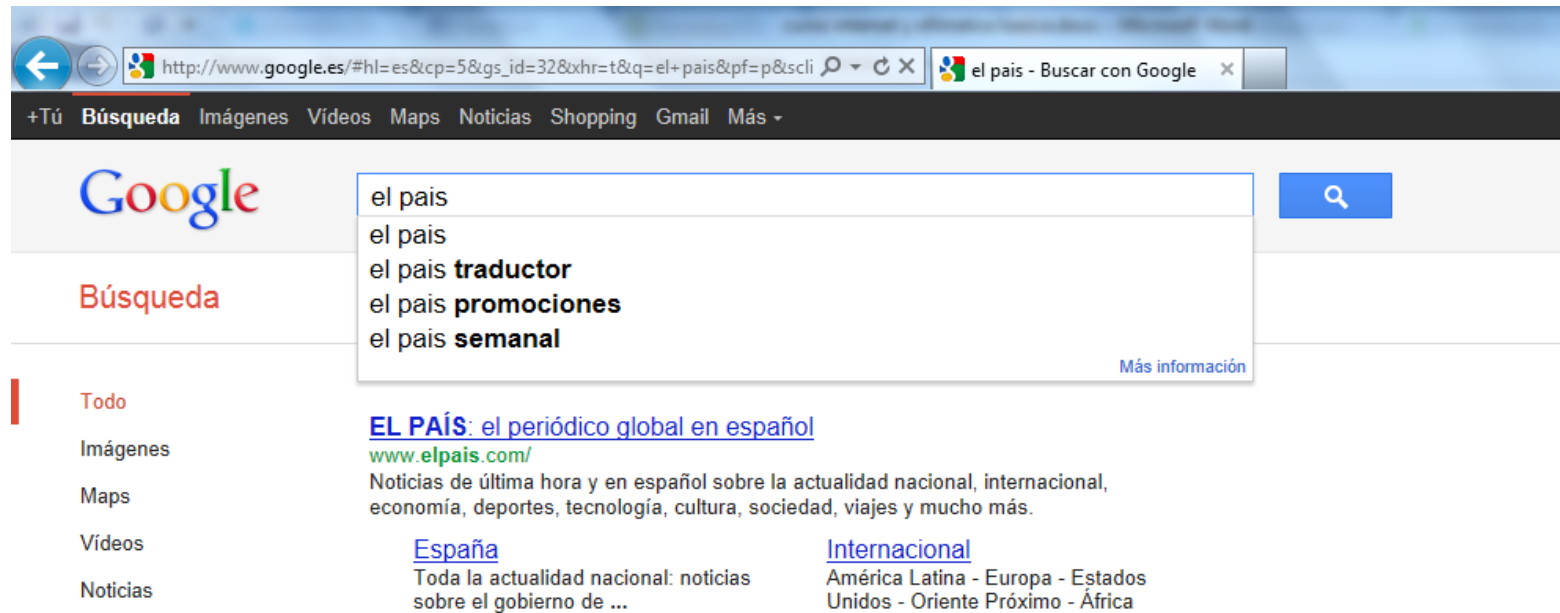 http://www.google.es/#hl=es&cp=5&gs_id=32&xhr=t&q=el+pais&pf=p&scli
el pais - Buscar con Google
+Tú Búsqueda Imágenes Vídeos Maps Noticias Shopping Gmail Más
Google
el pais
el pais
el pais traductor
el pais promociones
el pais semanal
Más información
Búsqueda
Todo
Imágenes
Maps
Vídeos
Noticias
EL PAÍS: el periódico global en español
www.elpais.com/
Noticias de última hora y en español sobre la actualidad nacional, internacional,
economía, deportes, tecnología, cultura, sociedad, viajes y mucho más.
España
Toda la actualidad nacional: noticias
sobre el gobierno de ...
Internacional
América Latina - Europa - Estados
Unidos - Oriente Próximo - África